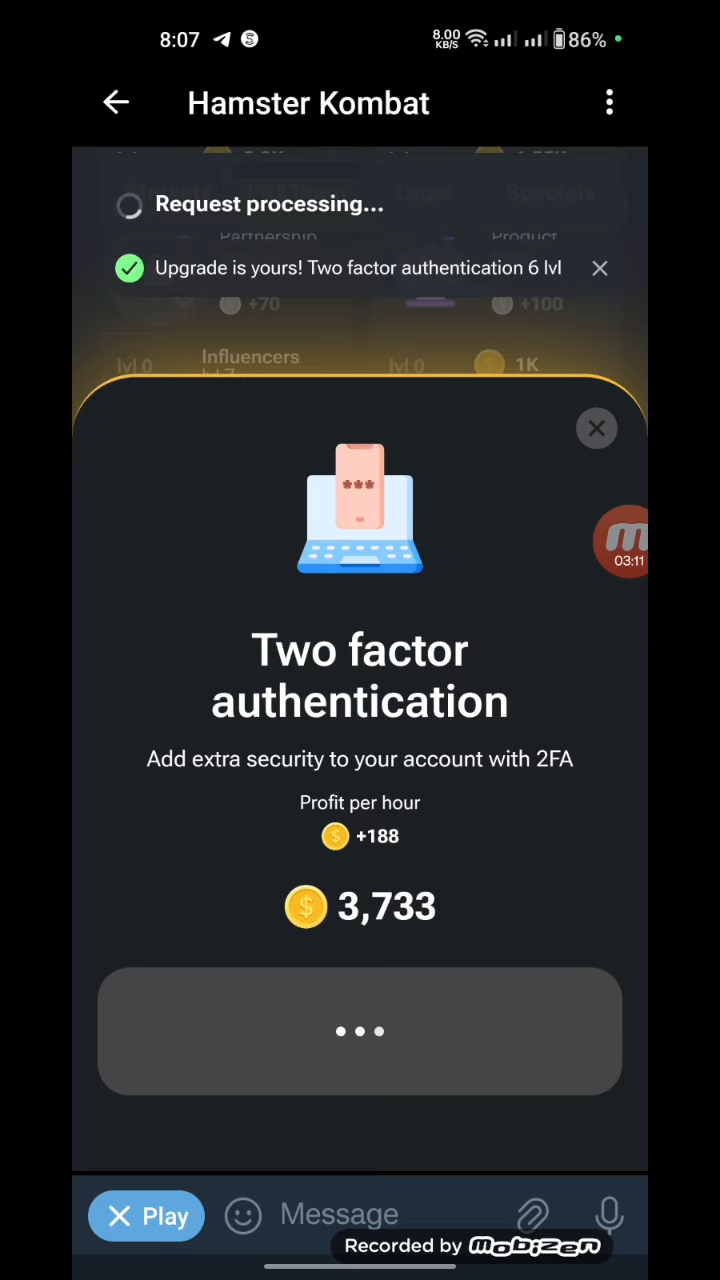 8:07
8.00 KB/S
86%
Hamster Kombat
Request processing...
Partnership
Product
Upgrade is yours! Two factor authentication 6 lvl
+70
+100
Influencers
lvl 0
lvl 0
1K
***
03:11
Two factor
authentication
Add extra security to your account with 2FA
Profit per hour
+188
3,733
Play
Message
Recorded by mobizen